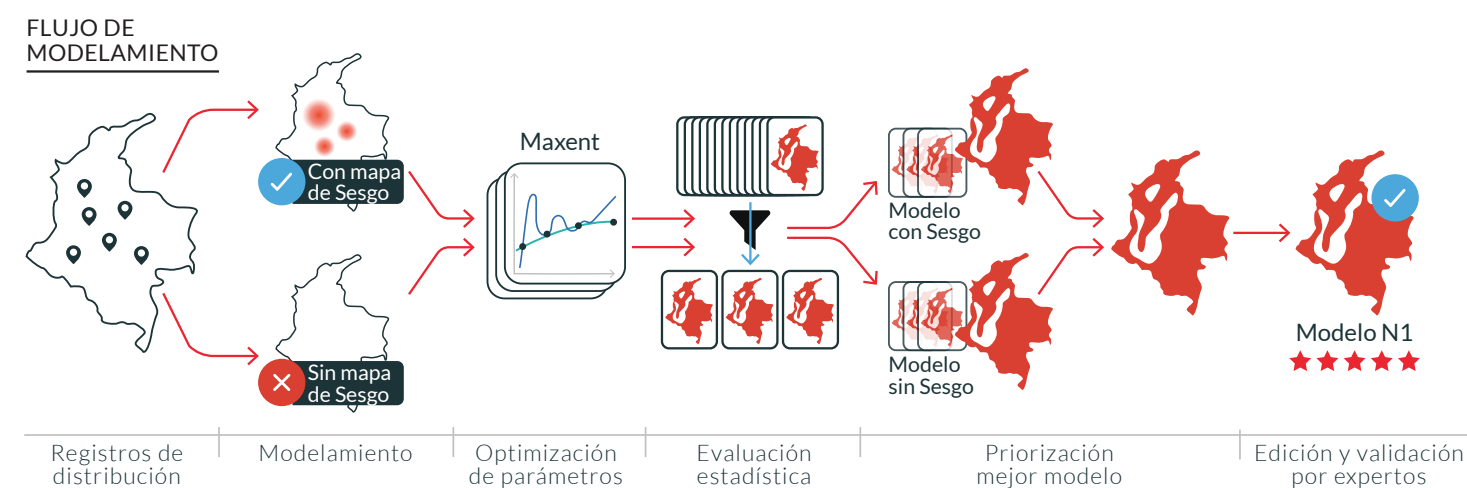 FLUJO DE
MODELAMIENTO
Con mapa
de Sesgo
Sin mapa
de Sesgo
Maxent
Modelo
con Sesgo
Modelo
sin Sesgo
Modelo N1
Registros de
distribución
Modelamiento
Optimización
de parámetros
Evaluación
estadística
Priorización
mejor modelo
Edición y validación
por expertos